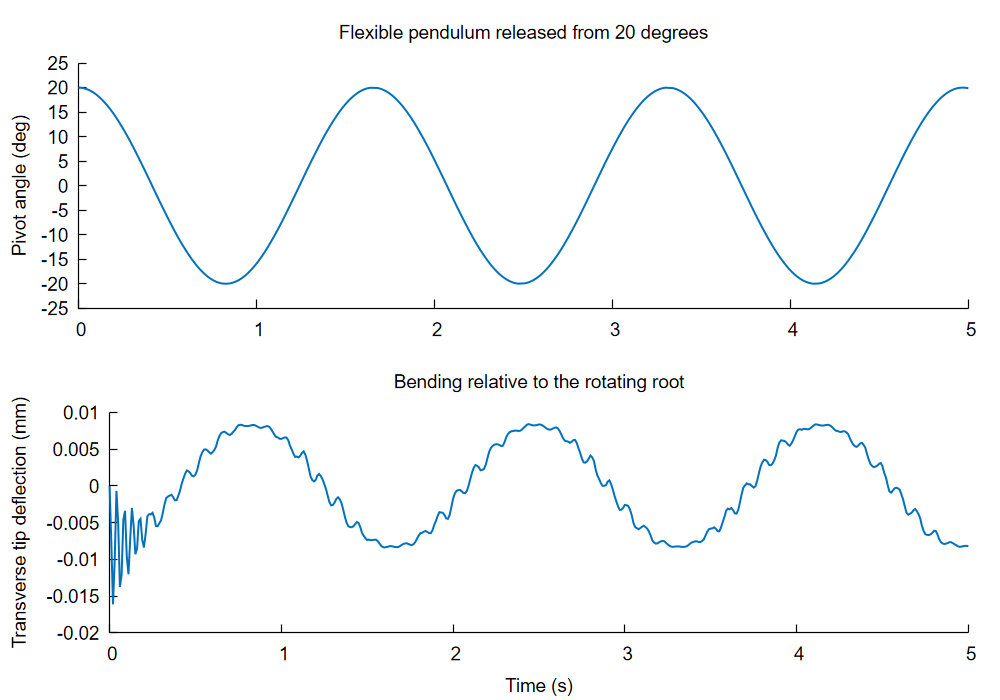 Flexible pendulum released from 20 degrees
Pivot angle (deg)
25
20
15
10
5
0
-5
-10
-15
-20
-25
0 1 2 3 4 5
Bending relative to the rotating root
Transverse tip deflection (mm)
0.01
0.005
0
-0.005
-0.01
-0.015
-0.02
0 1 2 3 4 5
Time (s)